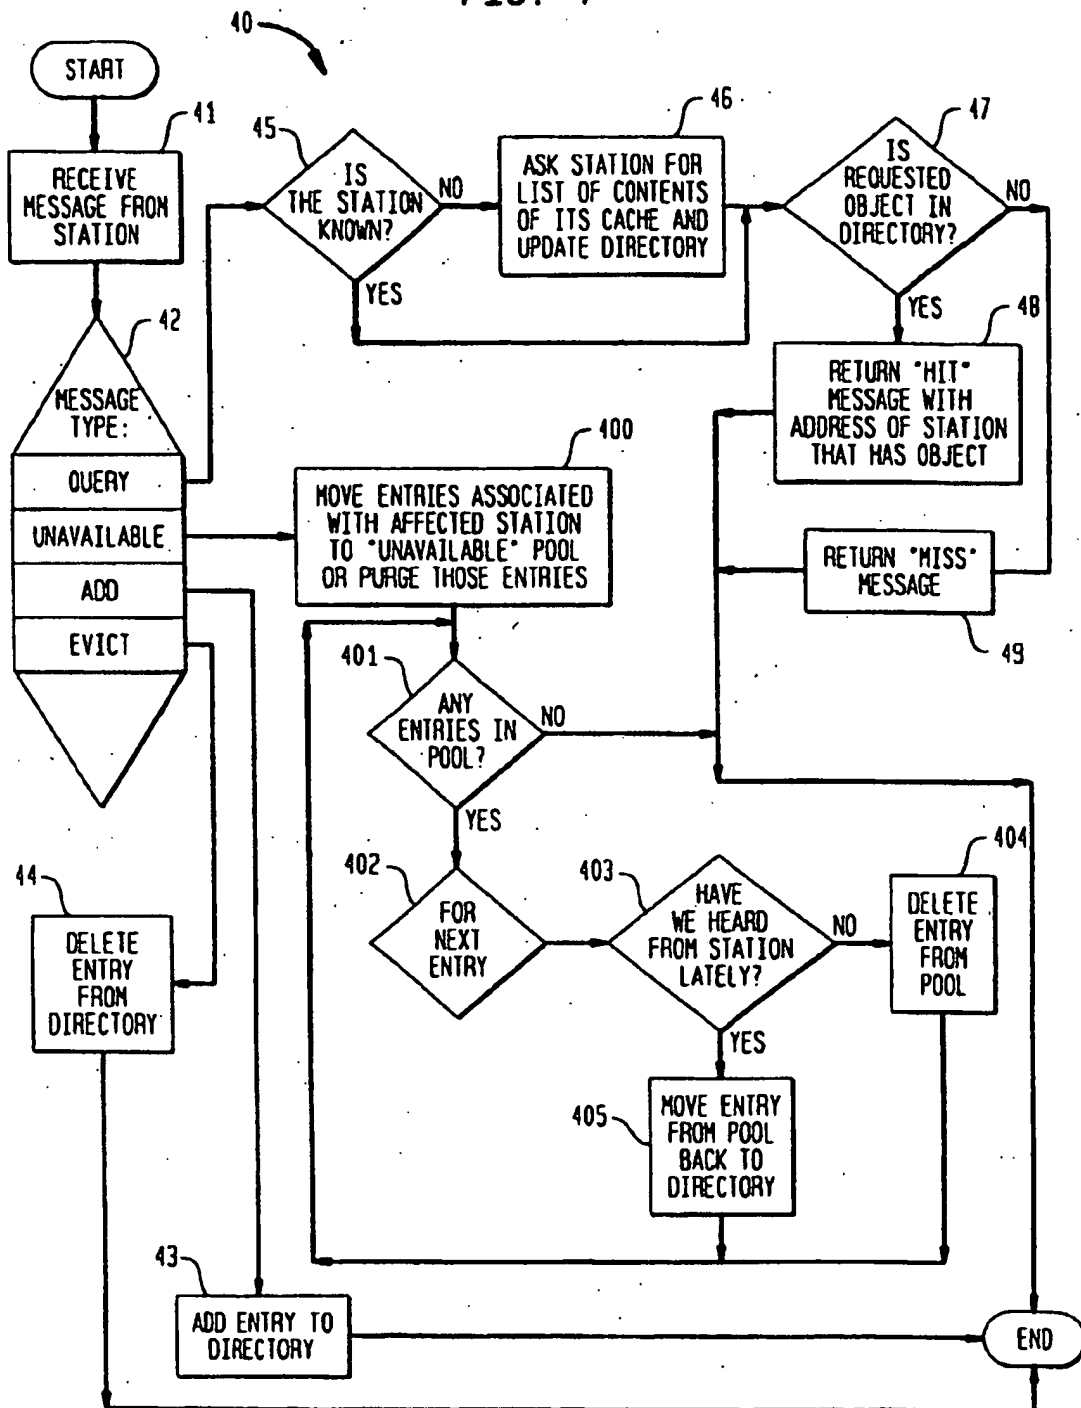 40
START
41
RECEIVE
MESSAGE FROM
STATION
42
MESSAGE
TYPE:
QUERY
UNAVAILABLE
ADD
EVICT
45
IS
THE STATION
KNOWN?
NO
YES
46
ASK STATION FOR
LIST OF CONTENTS
OF ITS CACHE AND
UPDATE DIRECTORY
47
IS
REQUESTED
OBJECT IN
DIRECTORY?
NO
YES
48
RETURN "HIT"
MESSAGE WITH
ADDRESS OF STATION
THAT HAS OBJECT
RETURN "MISS"
MESSAGE
49
400
MOVE ENTRIES ASSOCIATED
WITH AFFECTED STATION
TO "UNAVAILABLE" POOL
OR PURGE THOSE ENTRIES
401
ANY
ENTRIES IN
POOL?
NO
YES
402
FOR
NEXT
ENTRY
403
HAVE
WE HEARD
FROM STATION
LATELY?
NO
YES
404
DELETE
ENTRY
FROM
POOL
405
MOVE ENTRY
FROM POOL
BACK TO
DIRECTORY
44
DELETE
ENTRY
FROM
DIRECTORY
43
ADD ENTRY TO
DIRECTORY
END